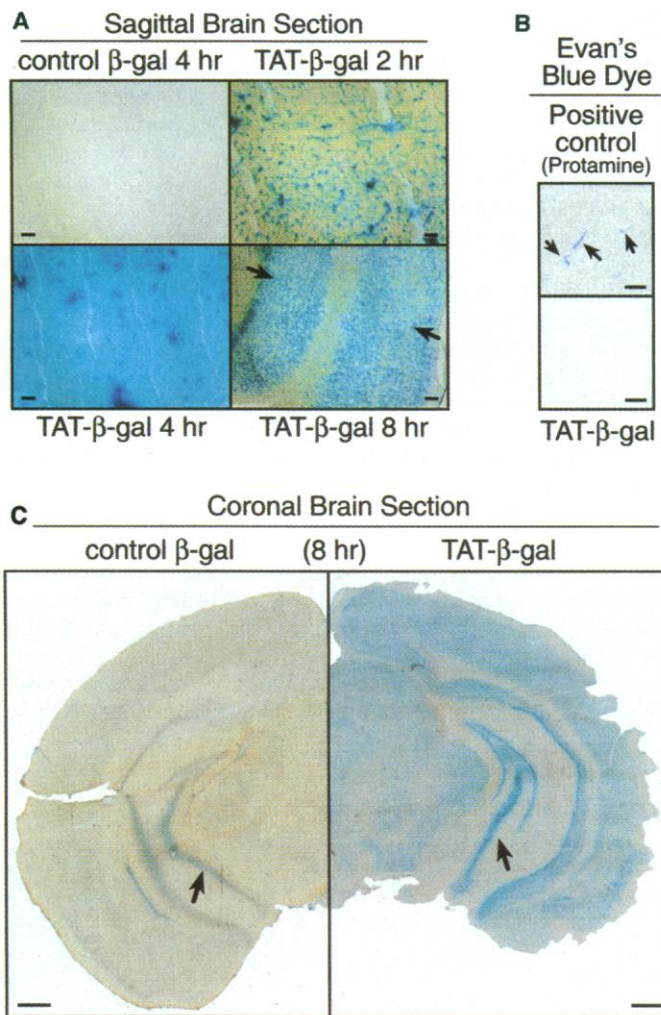 A
Sagittal Brain Section
control β-gal 4 hr
TAT-β-gal 2 hr
TAT-β-gal 4 hr
TAT-β-gal 8 hr
B
Evan's
Blue Dye
Positive
control
(Protamine)
TAT-β-gal
C
Coronal Brain Section
control β-gal (8 hr) TAT-β-gal